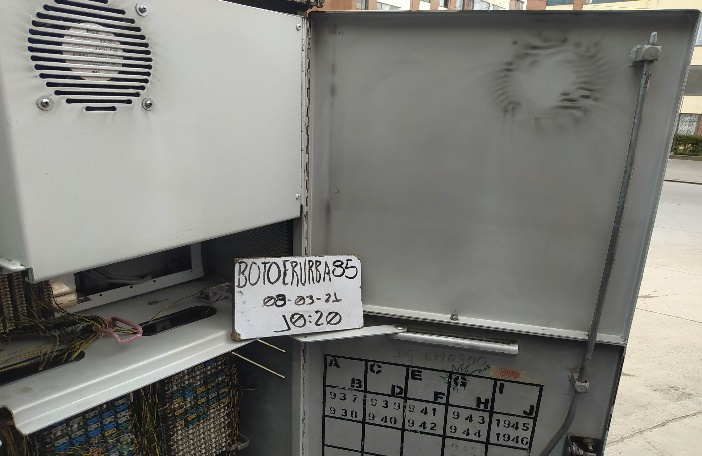 BOTOERURBA85
08-03-21
10:20
A C E G I
B D F H J
937 939 941 943 1945
938 940 942 944 1946